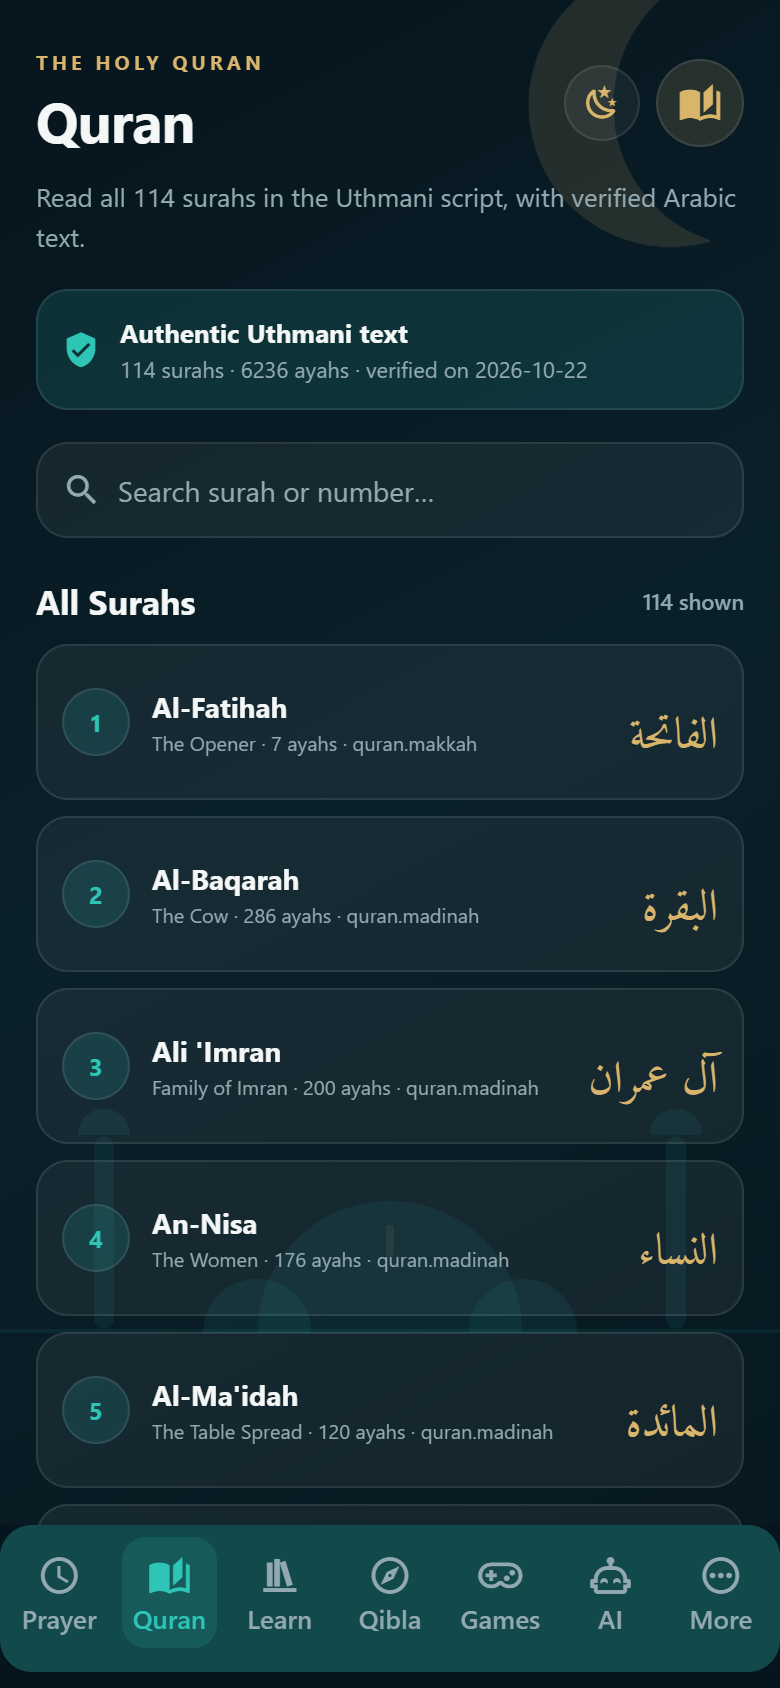 THE HOLY QURAN
Quran
Read all 114 surahs in the Uthmani script, with verified Arabic
text.
Authentic Uthmani text
114 surahs · 6236 ayahs · verified on 2026-10-22
Search surah or number...
All Surahs
114 shown
1
Al-Fatihah
The Opener · 7 ayahs · quran.makkah
الفاتحة
2
Al-Baqarah
The Cow · 286 ayahs · quran.madinah
البقرة
3
Ali 'Imran
Family of Imran · 200 ayahs · quran.madinah
آل عمران
4
An-Nisa
The Women · 176 ayahs · quran.madinah
النساء
5
Al-Ma'idah
The Table Spread · 120 ayahs · quran.madinah
المائدة
Prayer
Quran
Learn
Qibla
Games
AI
More